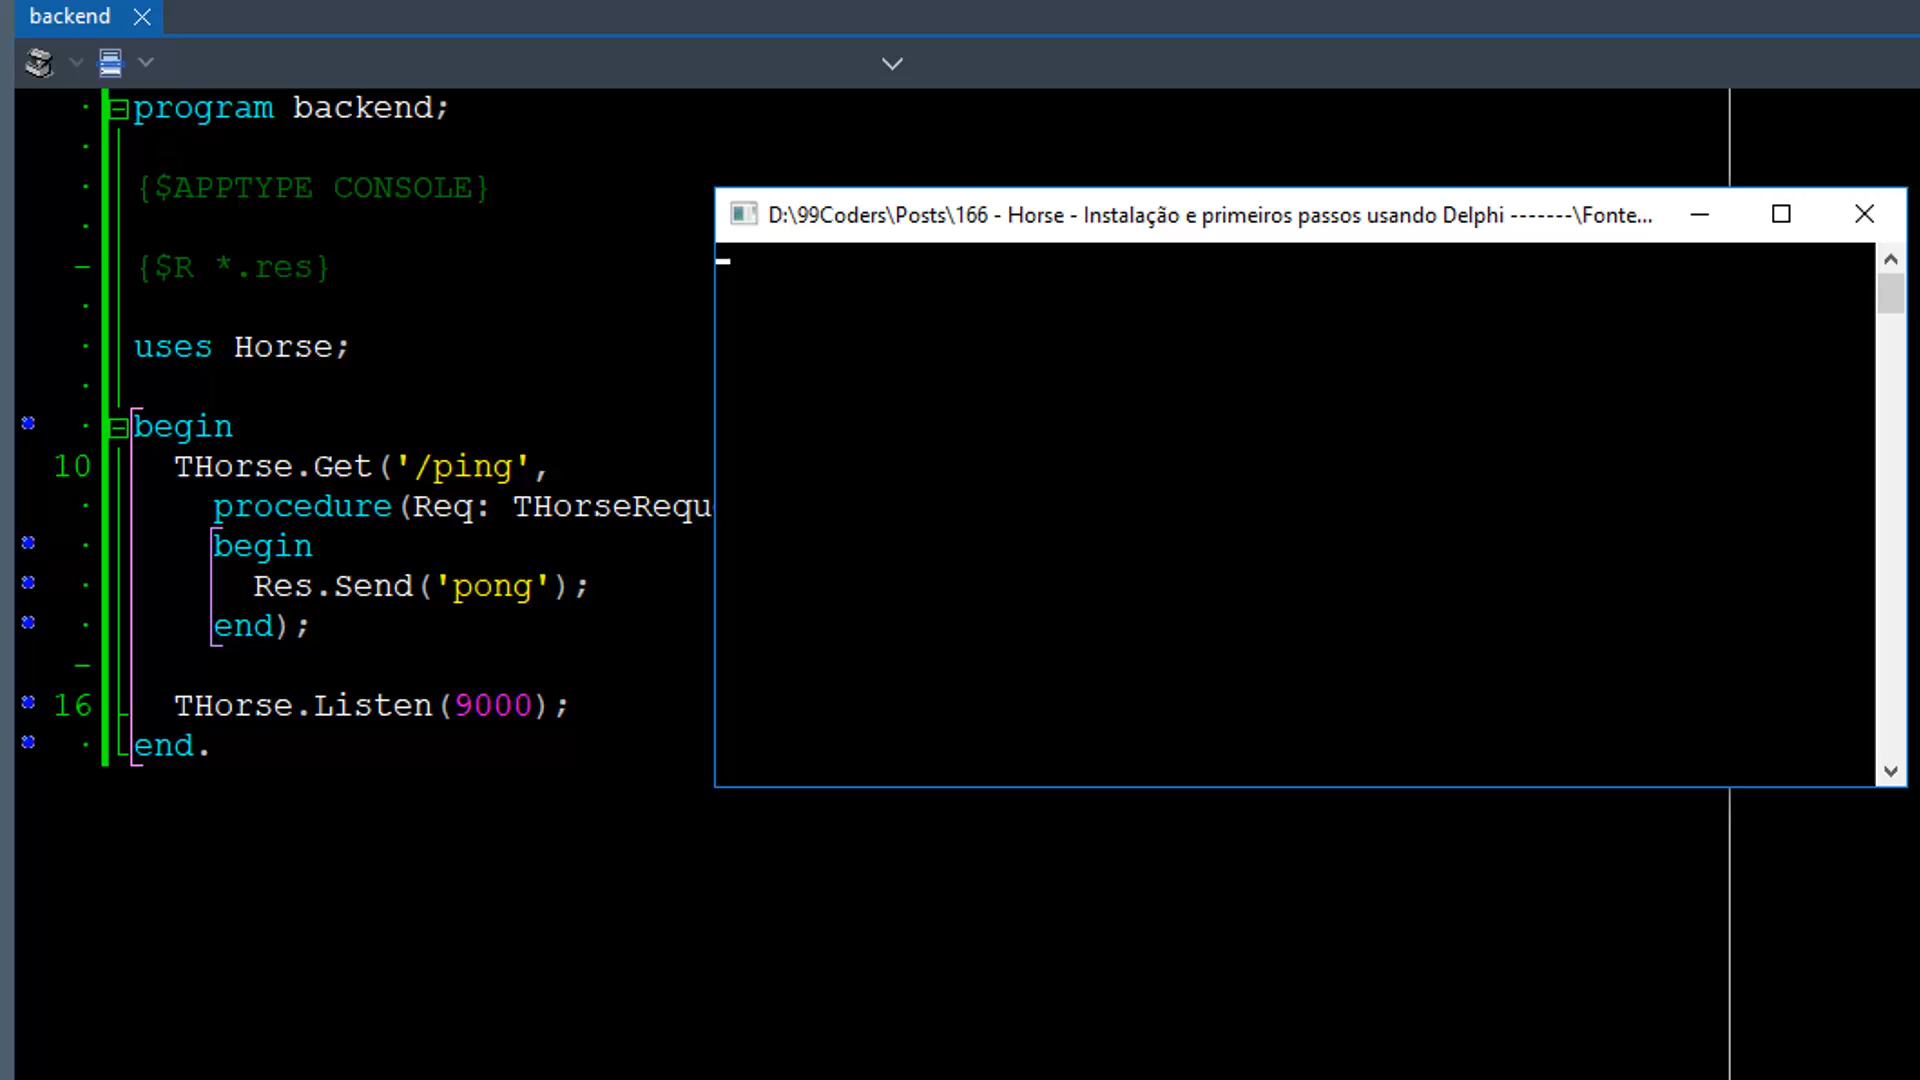 backend
program backend;
{$APPTYPE CONSOLE}
{$R *.res}
uses Horse;
begin
10 THorse.Get('/ping',
procedure(Req: THorseRequ
begin
Res.Send('pong');
end);
16 THorse.Listen(9000);
end.
D:\99Coders\Posts\166 - Horse - Instalação e primeiros passos usando Delphi -------\Fonte...